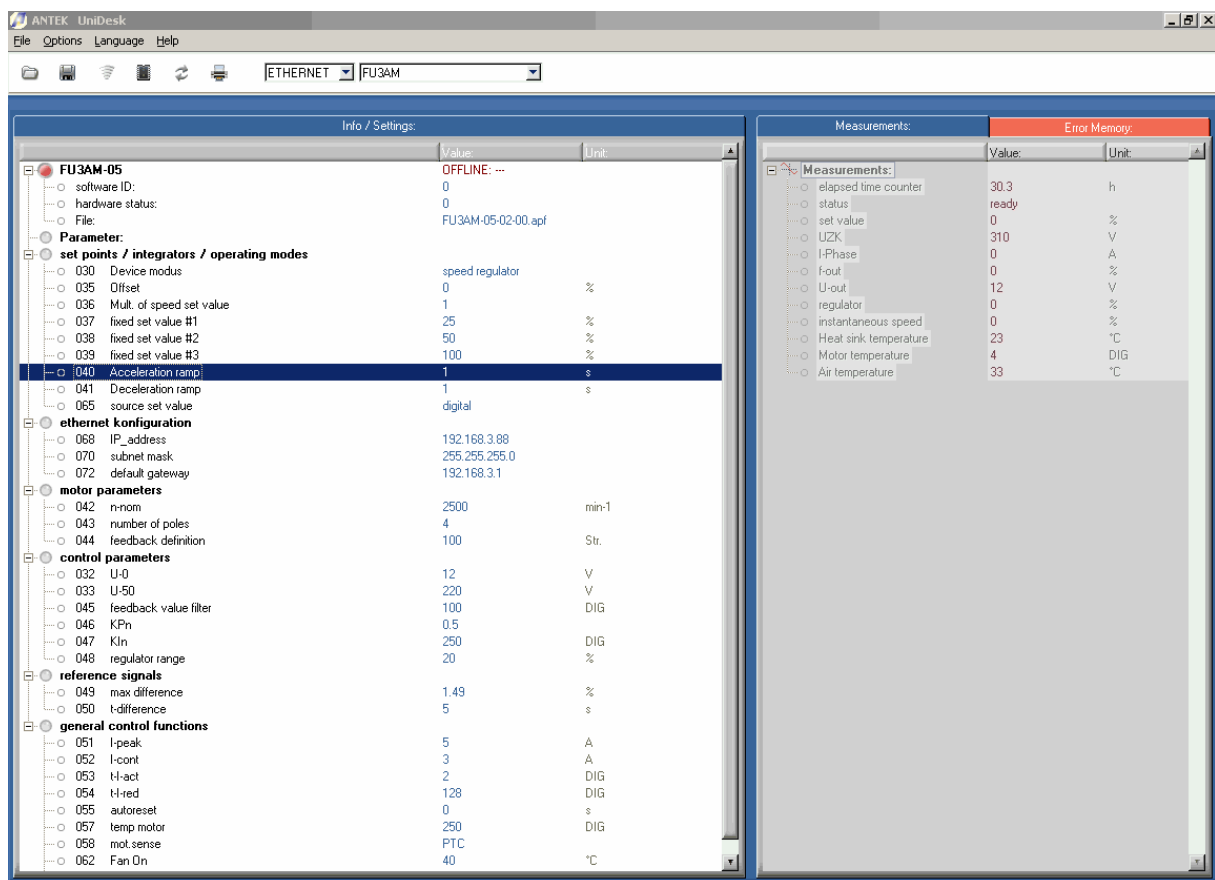 ANTEK UniDesk
File Options Language Help
ETHERNET FU3AM
Info / Settings:
Value: Unit:
FU3AM-05 OFFLINE: ---
software ID: 0
hardware status: 0
File: FU3AM-05-02-00.apf
Parameter:
set points / integrators / operating modes
030 Device modus speed regulator
035 Offset 0 %
036 Mult. of speed set value 1
037 fixed set value #1 25 %
038 fixed set value #2 50 %
039 fixed set value #3 100 %
040 Acceleration ramp 1 s
041 Deceleration ramp 1 s
065 source set value digital
ethernet konfiguration
068 IP_address 192.168.3.88
070 subnet mask 255.255.255.0
072 default gateway 192.168.3.1
motor parameters
042 n-nom 2500 min-1
043 number of poles 4
044 feedback definition 100 Str.
control parameters
032 U-0 12 V
033 U-50 220 V
045 feedback value filter 100 DIG
046 KPn 0.5
047 KIn 250 DIG
048 regulator range 20 %
reference signals
049 max difference 1.49 %
050 t-difference 5 s
general control functions
051 I-peak 5 A
052 I-cont 3 A
053 t-I-act 2 DIG
054 t-I-red 128 DIG
055 autoreset 0 s
057 temp motor 250 DIG
058 mot.sense PTC
062 Fan On 40 °C
Measurements: Error Memory:
Value: Unit:
Measurements:
elapsed time counter 30.3 h
status ready
set value 0 %
UZK 310 V
I-Phase 0 A
f-out 0 %
U-out 12 V
regulator 0 %
instantaneous speed 0 %
Heat sink temperature 23 °C
Motor temperature 4 DIG
Air temperature 33 °C